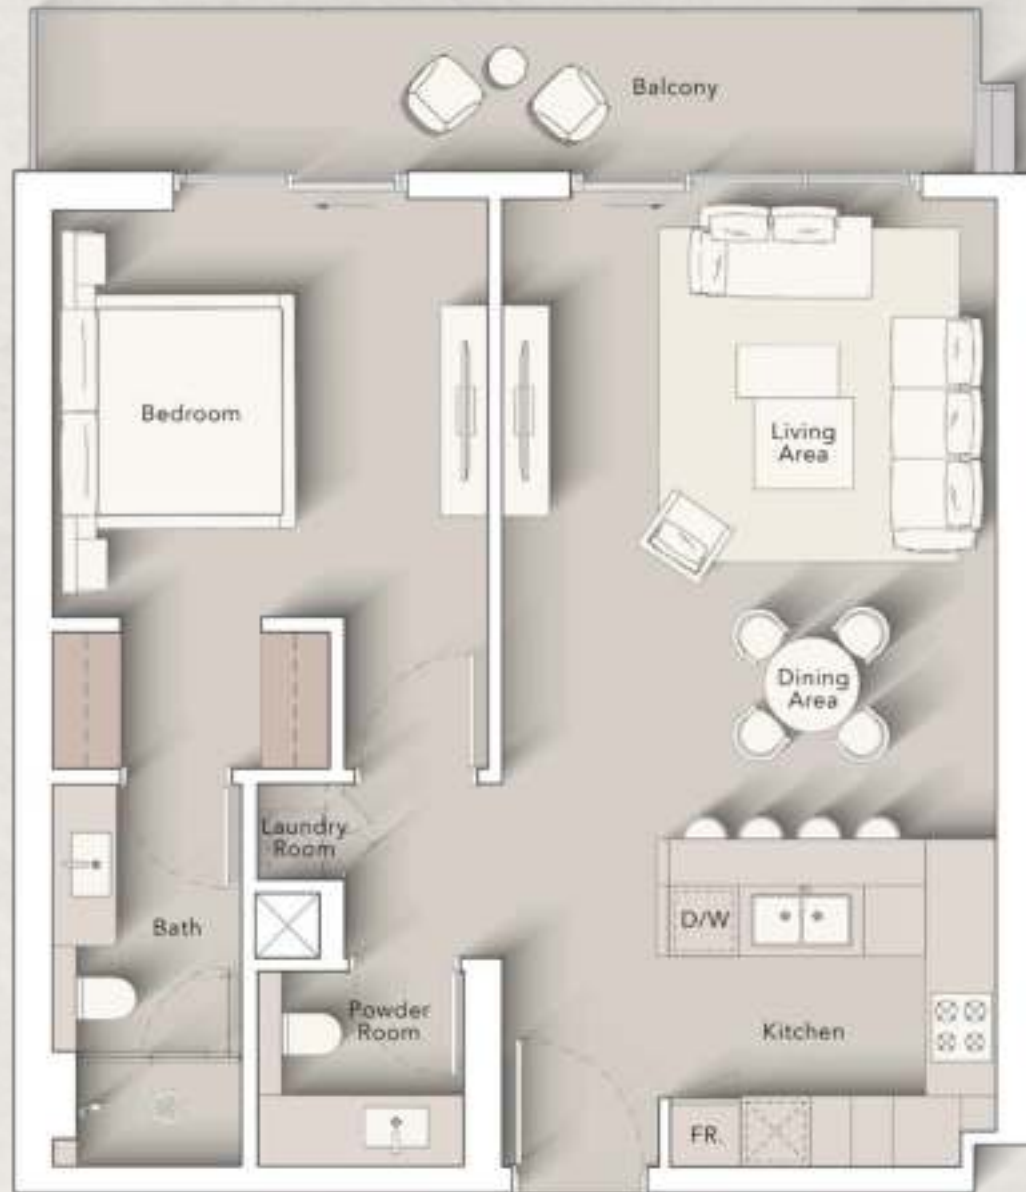 Balcony
Bedroom
Living
Area
Dining
Area
Laundry
Room
D/W
Bath
Powder
Room
Kitchen
FR.